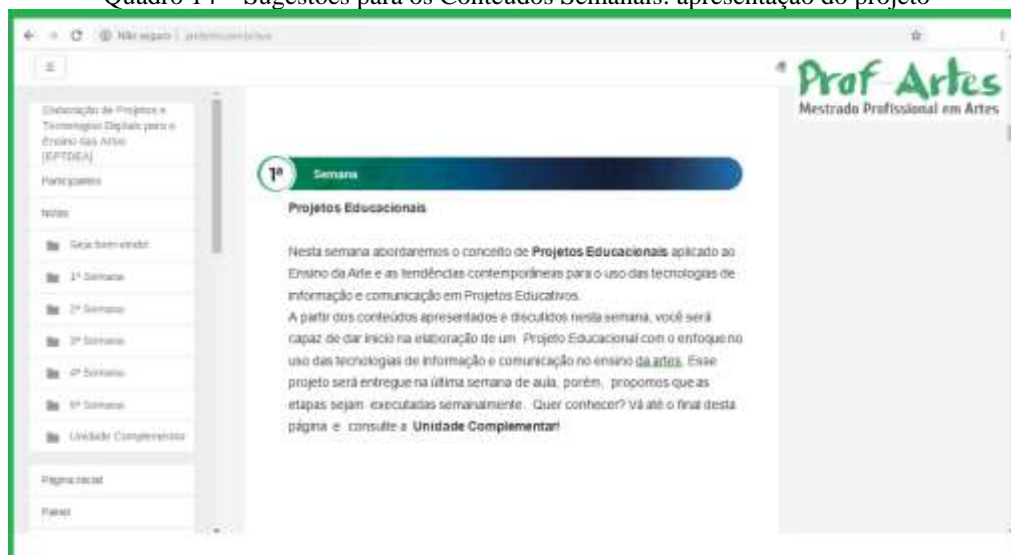 Quadro 14 – Sugestões para os Conteúdos Semanais: apresentação do projeto
Não seguro
Prof-Artes
Mestrado Profissional em Artes
Elaboração de Projetos e
Tecnologias Digitais para o
Ensino das Artes
[EPTDEA]
Participantes
Notas
Seja bem-vindo!
1ª Semana
2ª Semana
3ª Semana
4ª Semana
5ª Semana
Unidade Complementar
Página inicial
Painel
1ª Semana
Projetos Educacionais
Nesta semana abordaremos o conceito de Projetos Educacionais aplicado ao
Ensino da Arte e as tendências contemporâneas para o uso das tecnologias de
informação e comunicação em Projetos Educativos.
A partir dos conteúdos apresentados e discutidos nesta semana, você será
capaz de dar início na elaboração de um Projeto Educacional com o enfoque no
uso das tecnologias de informação e comunicação no ensino da artes. Esse
projeto será entregue na última semana de aula, porém, propomos que as
etapas sejam executadas semanalmente. Quer conhecer? Vá até o final desta
página e consulte a Unidade Complementar!